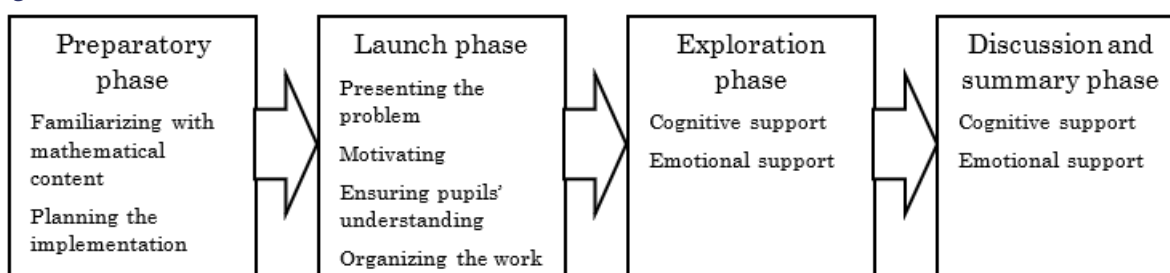 Preparatory
phase
Familiarizing with
mathematical
content
Planning the
implementation
Launch phase
Presenting the
problem
Motivating
Ensuring pupils'
understanding
Organizing the work
Exploration
phase
Cognitive support
Emotional support
Discussion and
summary phase
Cognitive support
Emotional support